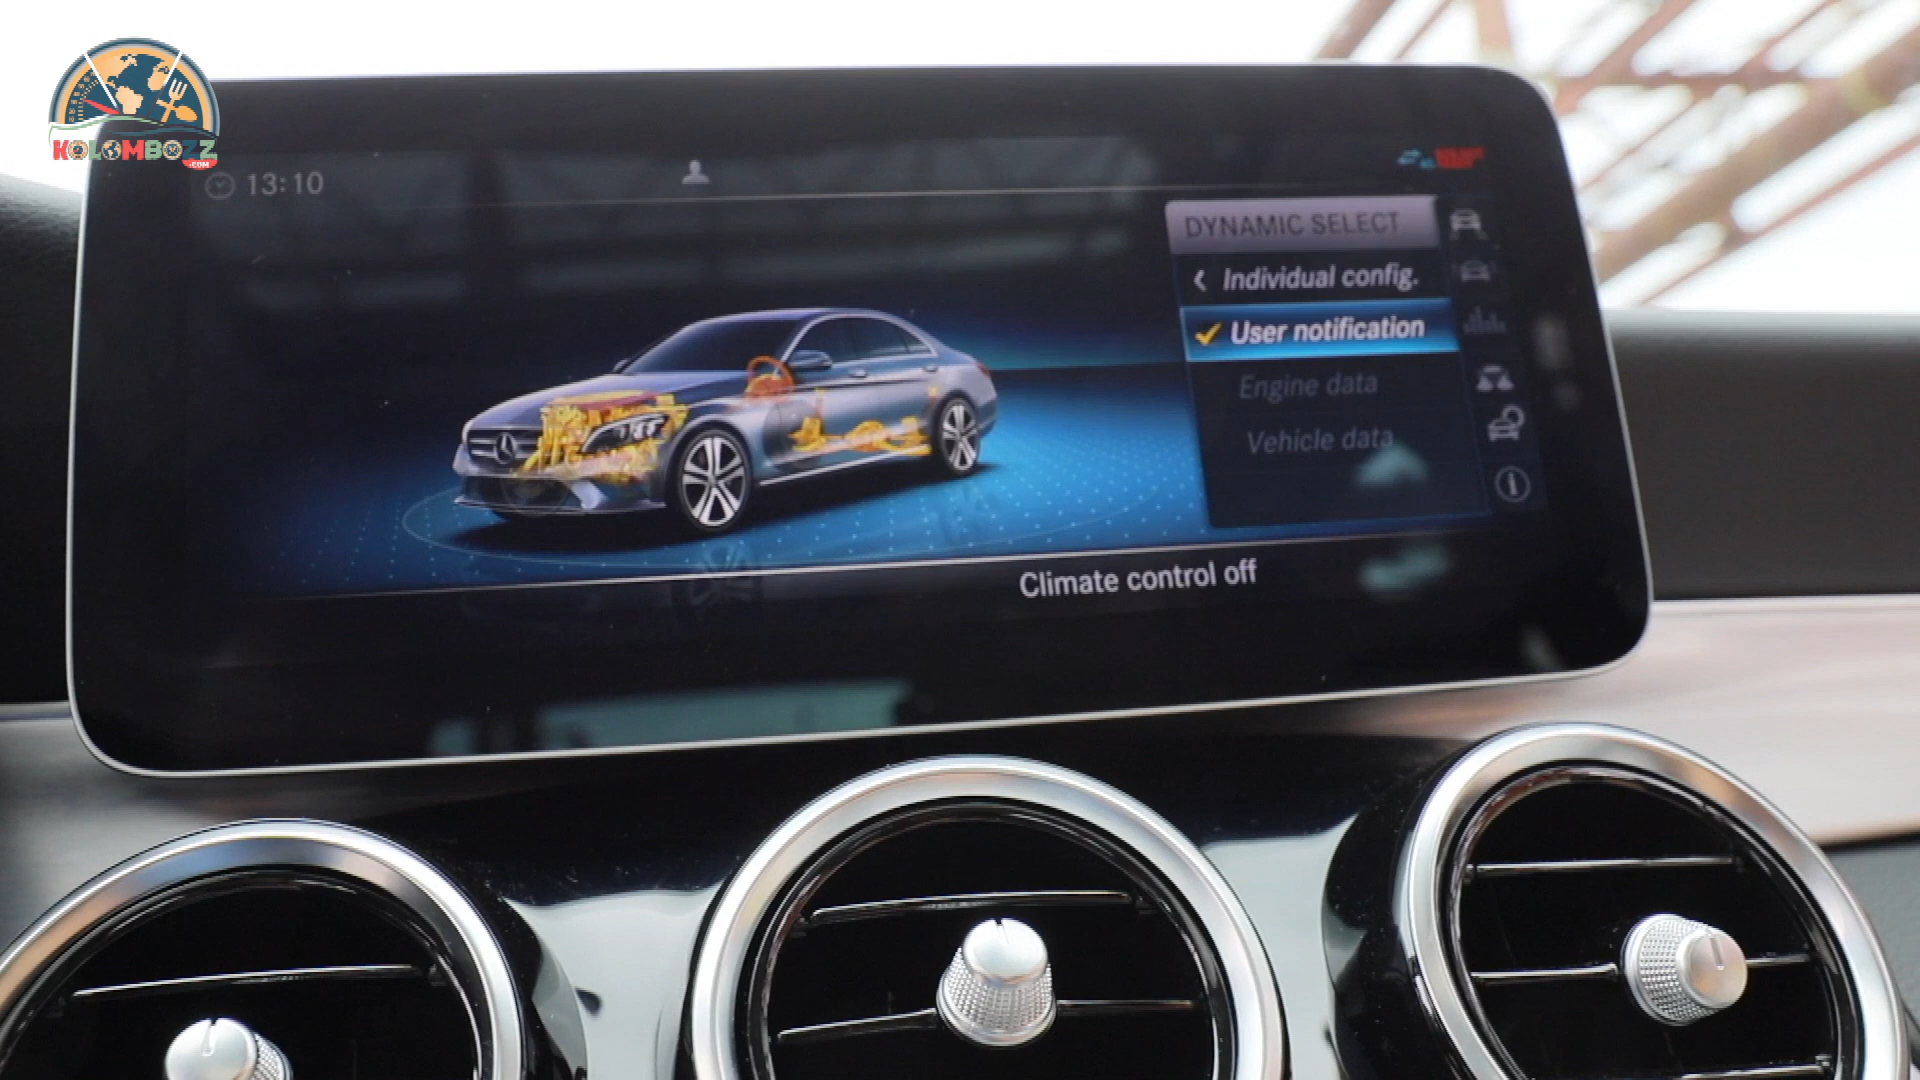 KOLOMBOZZ
.COM
13:10
DYNAMIC SELECT
Individual config.
User notification
Engine data
Vehicle data
Climate control off